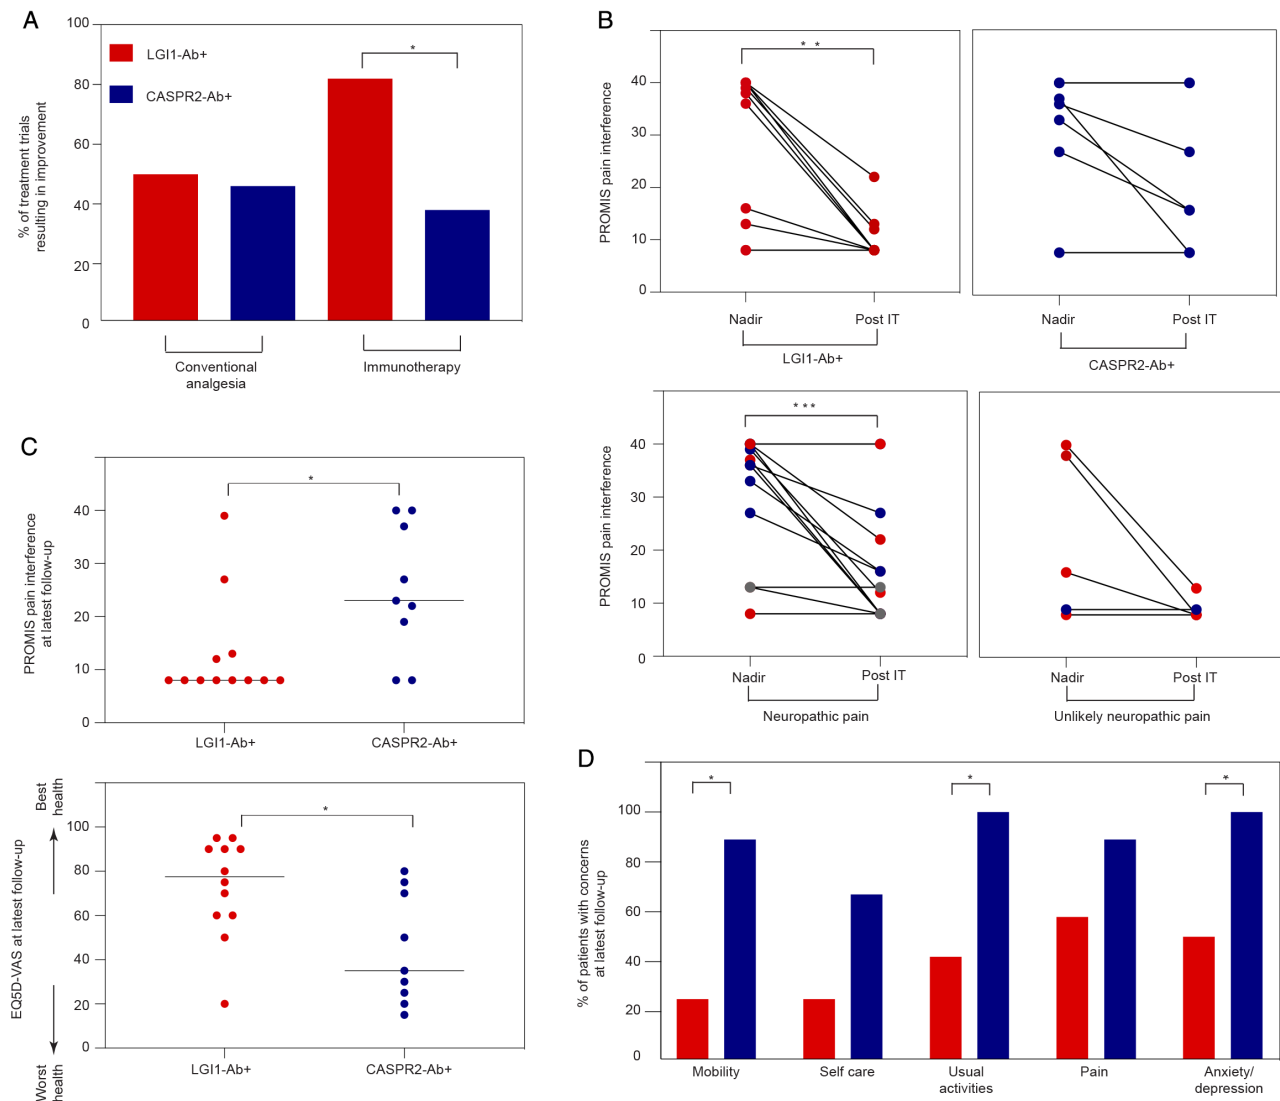 A
100
80
60
40
20
0
% of treatment trials
resulting in improvement
LGI1-Ab+
CASPR2-Ab+
*
Conventional
analgesia
Immunotherapy
B
PROMIS pain interference
40
30
20
10
0
* *
Nadir
Post IT
LGI1-Ab+
Nadir
Post IT
CASPR2-Ab+
PROMIS pain interference
40
30
20
10
0
***
Nadir
Post IT
Neuropathic pain
Nadir
Post IT
Unlikely neuropathic pain
C
PROMIS pain interference
at latest follow-up
40
30
20
10
0
*
LGI1-Ab+
CASPR2-Ab+
Best
health
EQ5D-VAS at latest follow-up
Worst
health
100
80
60
40
20
0
*
LGI1-Ab+
CASPR2-Ab+
D
% of patients with concerns
at latest follow-up
100
80
60
40
20
0
*
*
*
Mobility
Self care
Usual
activities
Pain
Anxiety/
depression